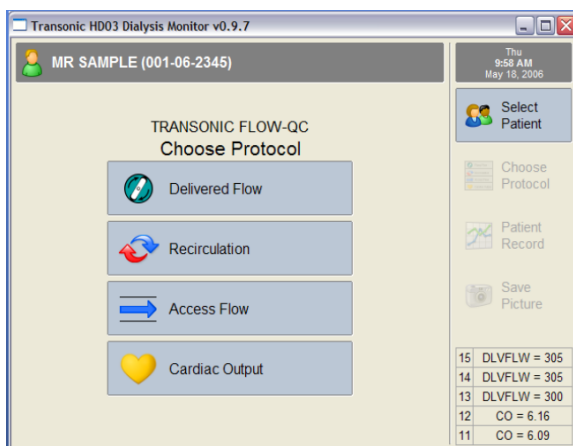 Transonic HD03 Dialysis Monitor v0.9.7
MR SAMPLE (001-06-2345)
TRANSONIC FLOW-QC
Choose Protocol
Delivered Flow
Recirculation
Access Flow
Cardiac Output
Thu
9:58 AM
May 18, 2006
Select
Patient
Choose
Protocol
Patient
Record
Save
Picture
15 DLVFLW = 305
14 DLVFLW = 305
13 DLVFLW = 300
12 CO = 6.16
11 CO = 6.09